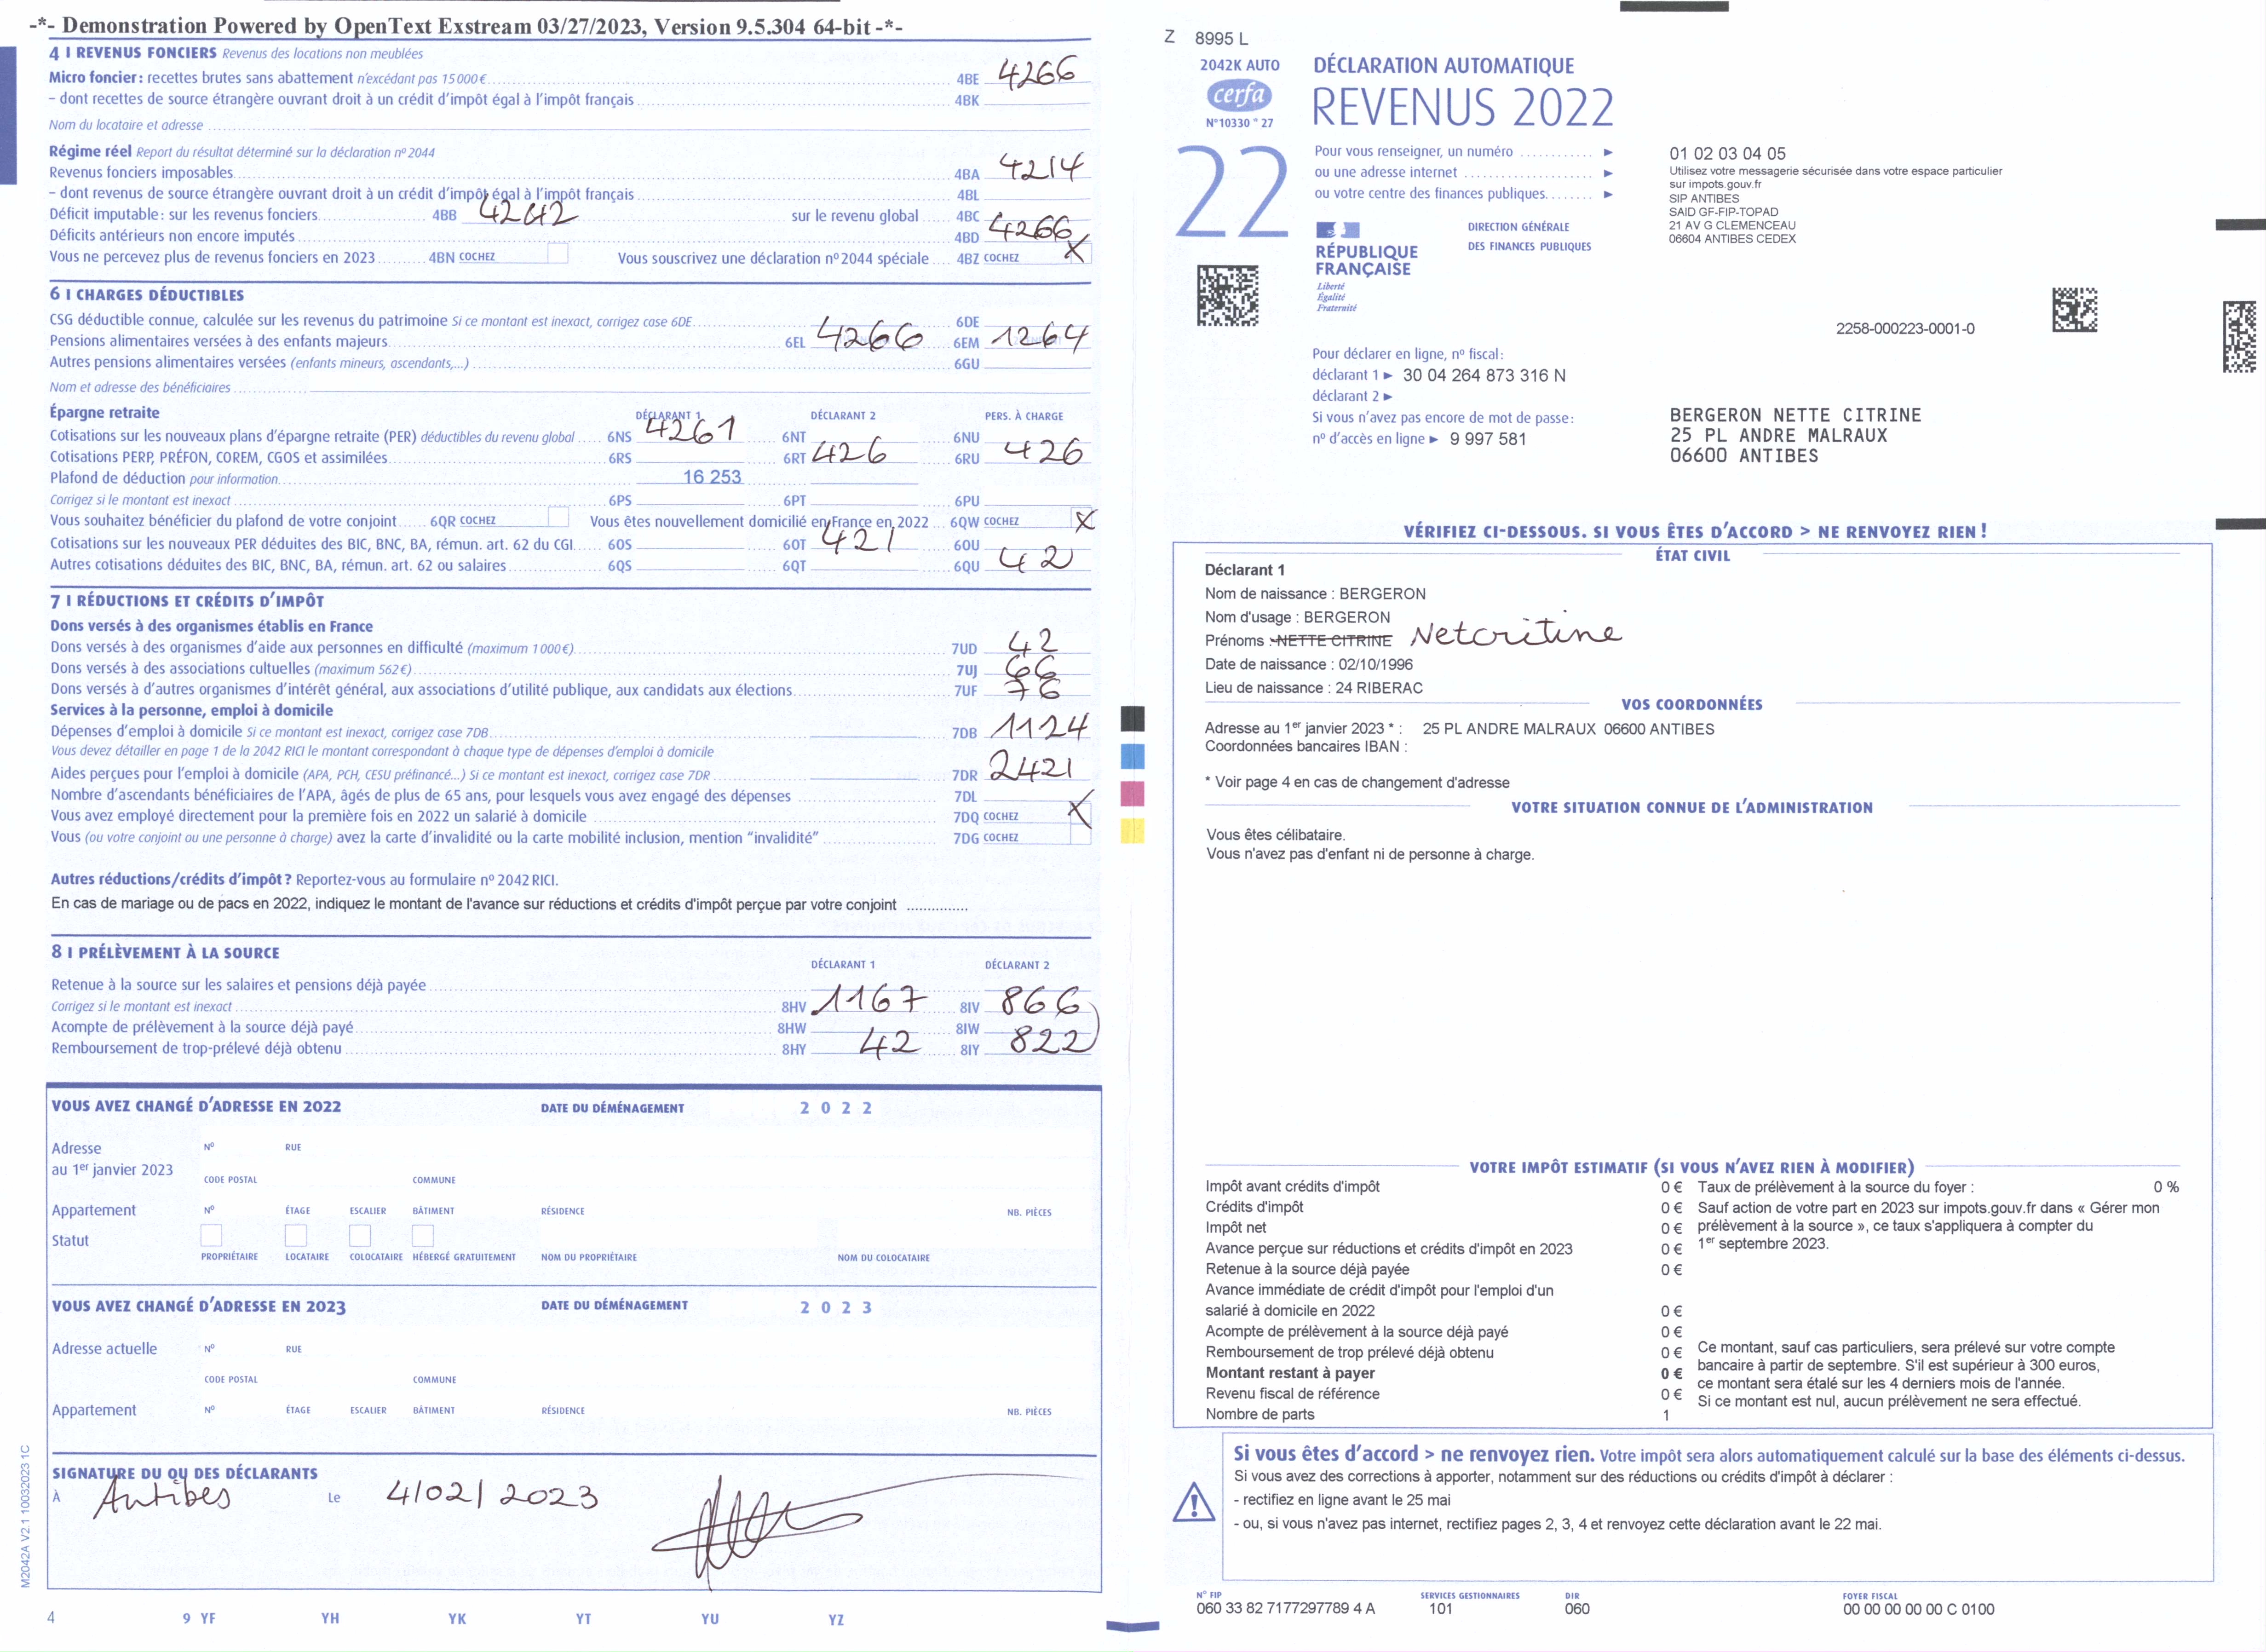 -*- Demonstration Powered by OpenText Exstream 03/27/2023, Version 9.5.304 64-bit -*-
4 I REVENUS FONCIERS Revenus des locations non meublées
Micro foncier : recettes brutes sans abattement n'excédant pas 15 000 € 4BE 4266
– dont recettes de source étrangère ouvrant droit à un crédit d'impôt égal à l'impôt français 4BK
Nom du locataire et adresse
Régime réel Report du résultat déterminé sur la déclaration nº 2044
Revenus fonciers imposables 4BA 4214
– dont revenus de source étrangère ouvrant droit à un crédit d'impôt égal à l'impôt français 4BL
Déficit imputable : sur les revenus fonciers 4BB 4242 sur le revenu global 4BC
Déficits antérieurs non encore imputés 4BD 4266
Vous ne percevez plus de revenus fonciers en 2023 4BN COCHEZ Vous souscrivez une déclaration nº 2044 spéciale 4BZ COCHEZ X
6 I CHARGES DÉDUCTIBLES
CSG déductible connue, calculée sur les revenus du patrimoine Si ce montant est inexact, corrigez case 6DE 6DE
Pensions alimentaires versées à des enfants majeurs 6EL 4266 6EM 1264
Autres pensions alimentaires versées (enfants mineurs, ascendants,...) 6GU
Nom et adresse des bénéficiaires
Épargne retraite DÉCLARANT 1 DÉCLARANT 2 PERS. À CHARGE
Cotisations sur les nouveaux plans d'épargne retraite (PER) déductibles du revenu global 6NS 4261 6NT 6NU
Cotisations PERP, PRÉFON, COREM, CGOS et assimilées 6RS 6RT 426 6RU 426
Plafond de déduction pour information 16 253
Corrigez si le montant est inexact 6PS 6PT 6PU
Vous souhaitez bénéficier du plafond de votre conjoint 6QR COCHEZ Vous êtes nouvellement domicilié en France en 2022 6QW COCHEZ X
Cotisations sur les nouveaux PER déduites des BIC, BNC, BA, rémun. art. 62 du CGI 6OS 6OT 421 6OU
Autres cotisations déduites des BIC, BNC, BA, rémun. art. 62 ou salaires 6QS 6QT 6QU 42
7 I RÉDUCTIONS ET CRÉDITS D'IMPÔT
Dons versés à des organismes établis en France
Dons versés à des organismes d'aide aux personnes en difficulté (maximum 1 000 €) 7UD 42
Dons versés à des associations cultuelles (maximum 562 €) 7UJ 66
Dons versés à d'autres organismes d'intérêt général, aux associations d'utilité publique, aux candidats aux élections 7UF 76
Services à la personne, emploi à domicile
Dépenses d'emploi à domicile Si ce montant est inexact, corrigez case 7DB 7DB 1124
Vous devez détailler en page 1 de la 2042 RICI le montant correspondant à chaque type de dépenses d'emploi à domicile
Aides perçues pour l'emploi à domicile (APA, PCH, CESU préfinancé...) Si ce montant est inexact, corrigez case 7DR 7DR 2421
Nombre d'ascendants bénéficiaires de l'APA, âgés de plus de 65 ans, pour lesquels vous avez engagé des dépenses 7DL
Vous avez employé directement pour la première fois en 2022 un salarié à domicile 7DQ COCHEZ X
Vous (ou votre conjoint ou une personne à charge) avez la carte d'invalidité ou la carte mobilité inclusion, mention "invalidité" 7DG COCHEZ
Autres réductions/crédits d'impôt ? Reportez-vous au formulaire nº 2042 RICI.
En cas de mariage ou de pacs en 2022, indiquez le montant de l'avance sur réductions et crédits d'impôt perçue par votre conjoint ..............
8 I PRÉLÈVEMENT À LA SOURCE
DÉCLARANT 1 DÉCLARANT 2
Retenue à la source sur les salaires et pensions déjà payée
Corrigez si le montant est inexact 8HV 1167 8IV 866
Acompte de prélèvement à la source déjà payé 8HW 8IW
Remboursement de trop-prélevé déjà obtenu 8HY 42 8IY 822
VOUS AVEZ CHANGÉ D'ADRESSE EN 2022 DATE DU DÉMÉNAGEMENT 2 0 2 2
Adresse Nº RUE
au 1er janvier 2023
CODE POSTAL COMMUNE
Appartement Nº ÉTAGE ESCALIER BÂTIMENT RÉSIDENCE NB. PIÈCES
Statut
PROPRIÉTAIRE LOCATAIRE COLOCATAIRE HÉBERGÉ GRATUITEMENT NOM DU PROPRIÉTAIRE NOM DU COLOCATAIRE
VOUS AVEZ CHANGÉ D'ADRESSE EN 2023 DATE DU DÉMÉNAGEMENT 2 0 2 3
Adresse actuelle Nº RUE
CODE POSTAL COMMUNE
Appartement Nº ÉTAGE ESCALIER BÂTIMENT RÉSIDENCE NB. PIÈCES
SIGNATURE DU OU DES DÉCLARANTS
À Antibes Le 4/02/2023
M2042A V2.1 10032023 1C
4 9 YF YH YK YT YU YZ
Z 8995 L
2042K AUTO
cerfa
N°10330 * 27
DÉCLARATION AUTOMATIQUE
REVENUS 2022
22
Pour vous renseigner, un numéro ► 01 02 03 04 05
ou une adresse internet ► Utilisez votre messagerie sécurisée dans votre espace particulier
sur impots.gouv.fr
ou votre centre des finances publiques ► SIP ANTIBES
SAID GF-FIP-TOPAD
21 AV G CLEMENCEAU
06604 ANTIBES CEDEX
RÉPUBLIQUE
FRANÇAISE
Liberté
Égalité
Fraternité
DIRECTION GÉNÉRALE
DES FINANCES PUBLIQUES
2258-000223-0001-0
Pour déclarer en ligne, nº fiscal :
déclarant 1 ► 30 04 264 873 316 N
déclarant 2 ►
Si vous n'avez pas encore de mot de passe :
nº d'accès en ligne ► 9 997 581
BERGERON NETTE CITRINE
25 PL ANDRE MALRAUX
06600 ANTIBES
VÉRIFIEZ CI-DESSOUS. SI VOUS ÊTES D'ACCORD > NE RENVOYEZ RIEN !
ÉTAT CIVIL
Déclarant 1
Nom de naissance : BERGERON
Nom d'usage : BERGERON
Prénoms : NETTE CITRINE Netcritine
Date de naissance : 02/10/1996
Lieu de naissance : 24 RIBERAC
VOS COORDONNÉES
Adresse au 1er janvier 2023 * : 25 PL ANDRE MALRAUX 06600 ANTIBES
Coordonnées bancaires IBAN :
* Voir page 4 en cas de changement d'adresse
VOTRE SITUATION CONNUE DE L'ADMINISTRATION
Vous êtes célibataire.
Vous n'avez pas d'enfant ni de personne à charge.
VOTRE IMPÔT ESTIMATIF (SI VOUS N'AVEZ RIEN À MODIFIER)
Impôt avant crédits d'impôt 0 €
Crédits d'impôt 0 €
Impôt net 0 €
Avance perçue sur réductions et crédits d'impôt en 2023 0 €
Retenue à la source déjà payée 0 €
Avance immédiate de crédit d'impôt pour l'emploi d'un
salarié à domicile en 2022 0 €
Acompte de prélèvement à la source déjà payé 0 €
Remboursement de trop prélevé déjà obtenu 0 €
Montant restant à payer 0 €
Revenu fiscal de référence 0 €
Nombre de parts 1
Taux de prélèvement à la source du foyer : 0 %
Sauf action de votre part en 2023 sur impots.gouv.fr dans « Gérer mon
prélèvement à la source », ce taux s'appliquera à compter du
1er septembre 2023.
Ce montant, sauf cas particuliers, sera prélevé sur votre compte
bancaire à partir de septembre. S'il est supérieur à 300 euros,
ce montant sera étalé sur les 4 derniers mois de l'année.
Si ce montant est nul, aucun prélèvement ne sera effectué.
Si vous êtes d'accord > ne renvoyez rien. Votre impôt sera alors automatiquement calculé sur la base des éléments ci-dessus.
Si vous avez des corrections à apporter, notamment sur des réductions ou crédits d'impôt à déclarer :
- rectifiez en ligne avant le 25 mai
- ou, si vous n'avez pas internet, rectifiez pages 2, 3, 4 et renvoyez cette déclaration avant le 22 mai.
N° FIP SERVICES GESTIONNAIRES DIR FOYER FISCAL
060 33 82 7177297789 4 A 101 060 00 00 00 00 00 C 0100